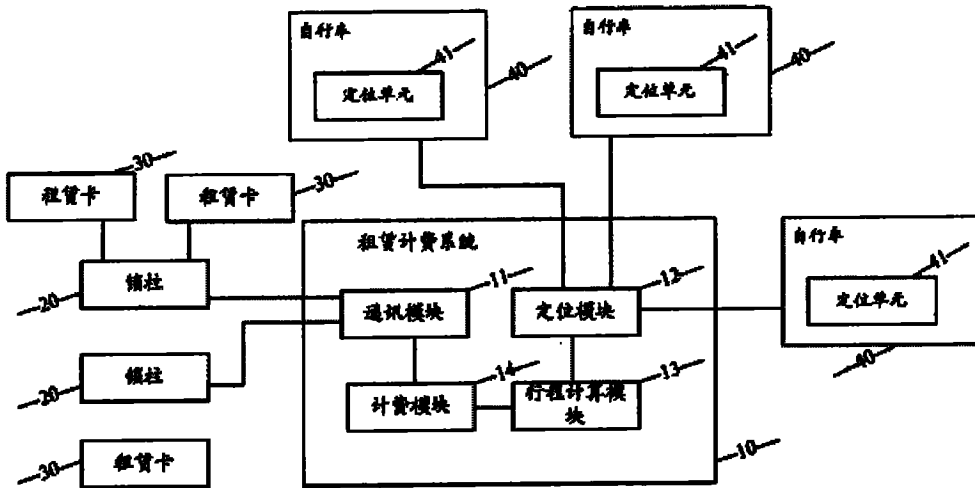 自行车
41
40
定位单元
自行车
41
40
定位单元
30
租赁卡
30
租赁卡
租赁计费系统
自行车
41
定位单元
40
锁柱
20
11
通讯模块
12
定位模块
锁柱
20
14
计费模块
13
行程计算模
块
10
30
租赁卡